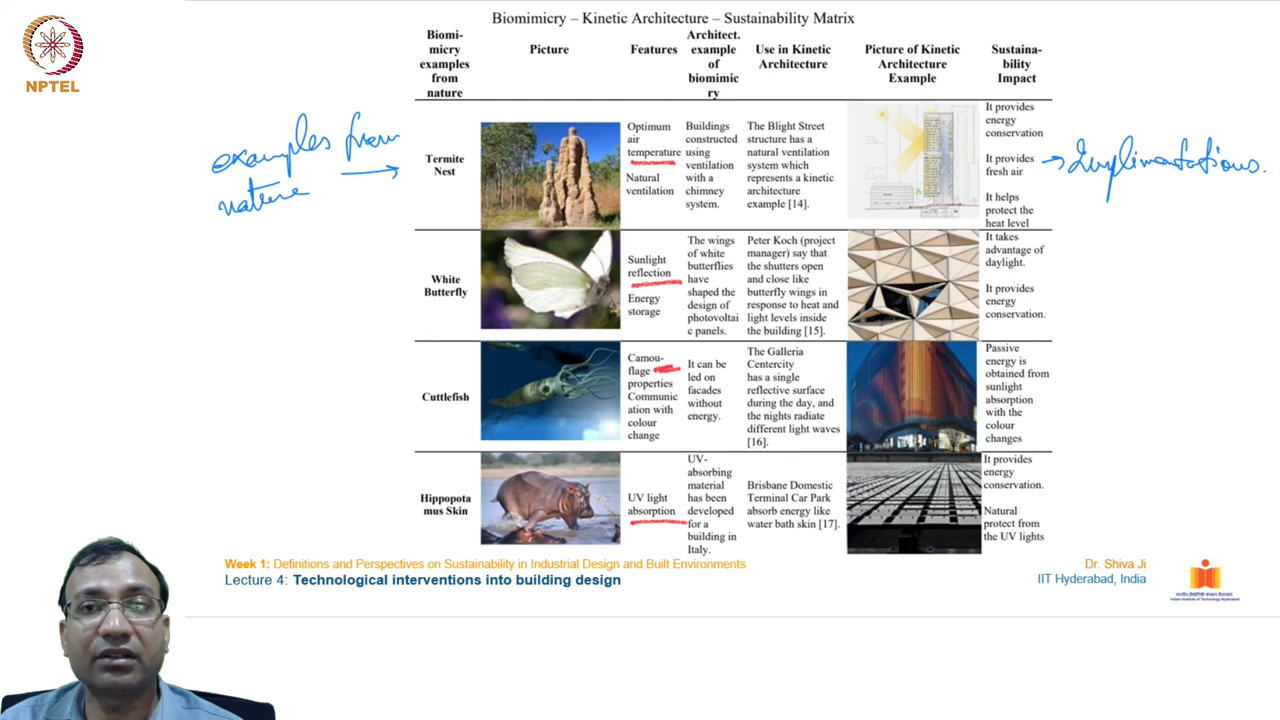 Biomimicry – Kinetic Architecture – Sustainability Matrix
NPTEL
Biomi-
micry
examples
from
nature
Picture
Features
Architect.
example
of
biomimic
ry
Use in Kinetic
Architecture
Picture of Kinetic
Architecture
Example
Sustaina-
bility
Impact
examples from
nature
Termite
Nest
Optimum
air
temperature
Natural
ventilation
Buildings
constructed
using
ventilation
with a
chimney
system.
The Blight Street
structure has a
natural ventilation
system which
represents a kinetic
architecture
example [14].
It provides
energy
conservation
It provides
fresh air
It helps
protect the
heat level
Implimentations.
White
Butterfly
Sunlight
reflection
Energy
storage
The wings
of white
butterflies
have
shaped the
design of
photovoltai
c panels.
Peter Koch (project
manager) say that
the shutters open
and close like
butterfly wings in
response to heat and
light levels inside
the building [15].
It takes
advantage of
daylight.
It provides
energy
conservation.
Cuttlefish
Camou-
flage
properties
Communic
ation with
colour
change
It can be
led on
facades
without
energy.
The Galleria
Centercity
has a single
reflective surface
during the day, and
the nights radiate
different light waves
[16].
Passive
energy is
obtained from
sunlight
absorption
with the
colour
changes
Hippopota
mus Skin
UV light
absorption
UV-
absorbing
material
has been
developed
for a
building in
Italy.
Brisbane Domestic
Terminal Car Park
absorb energy like
water bath skin [17].
It provides
energy
conservation.
Natural
protect from
the UV lights
Week 1: Definitions and Perspectives on Sustainability in Industrial Design and Built Environments
Lecture 4: Technological interventions into building design
Dr. Shiva Ji
IIT Hyderabad, India